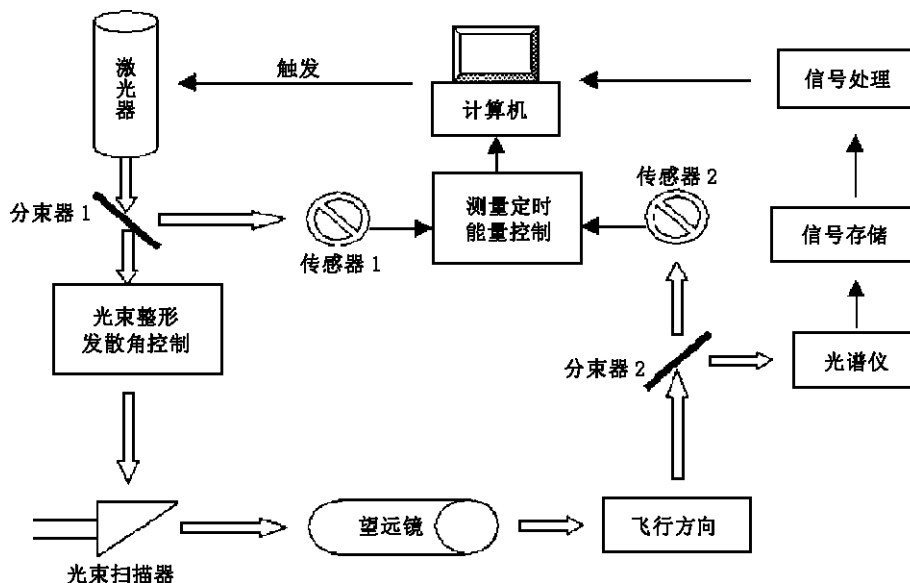 激光器
触发
计算机
信号处理
分束器 1
传感器 1
测量定时
能量控制
传感器 2
信号存储
光束整形
发散角控制
分束器 2
光谱仪
光束扫描器
望远镜
飞行方向